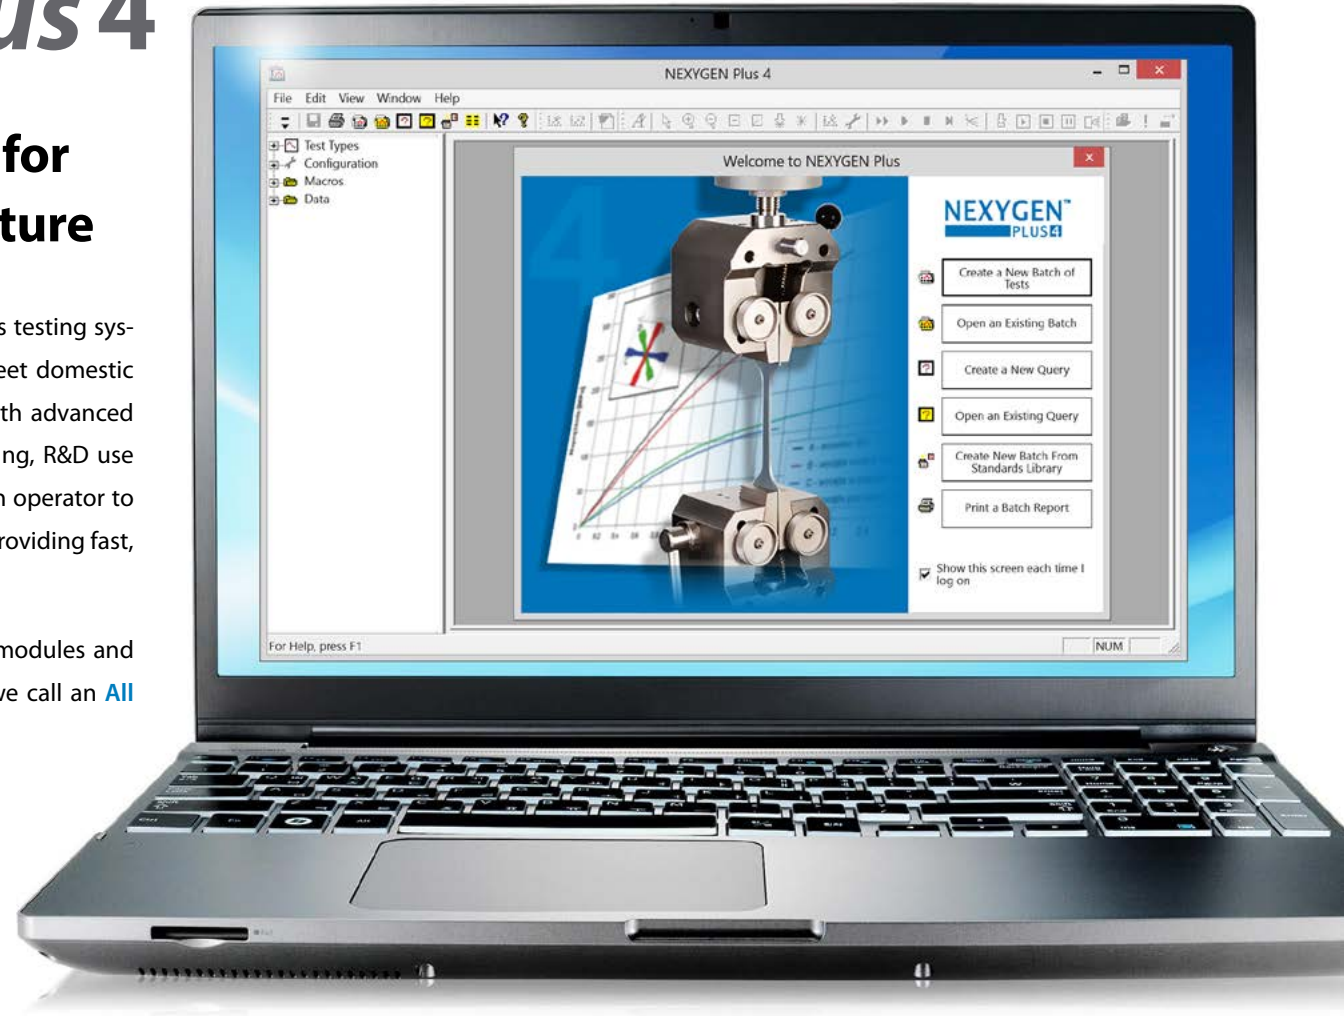 us 4
for
ture
s testing sys-
eet domestic
th advanced
ing, R&D use
n operator to
roviding fast,
modules and
ve call an All
NEXYGEN Plus 4
File Edit View Window Help
Test Types
Configuration
Macros
Data
Welcome to NEXYGEN Plus
4
NEXYGEN™
PLUS4
Create a New Batch of
Tests
Open an Existing Batch
Create a New Query
Open an Existing Query
Create New Batch From
Standards Library
Print a Batch Report
Show this screen each time I
log on
For Help, press F1
NUM